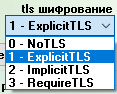 tls шифрование
1 - ExplicitTLS
0 - NoTLS
1 - ExplicitTLS
2 - ImplicitTLS
3 - RequireTLS